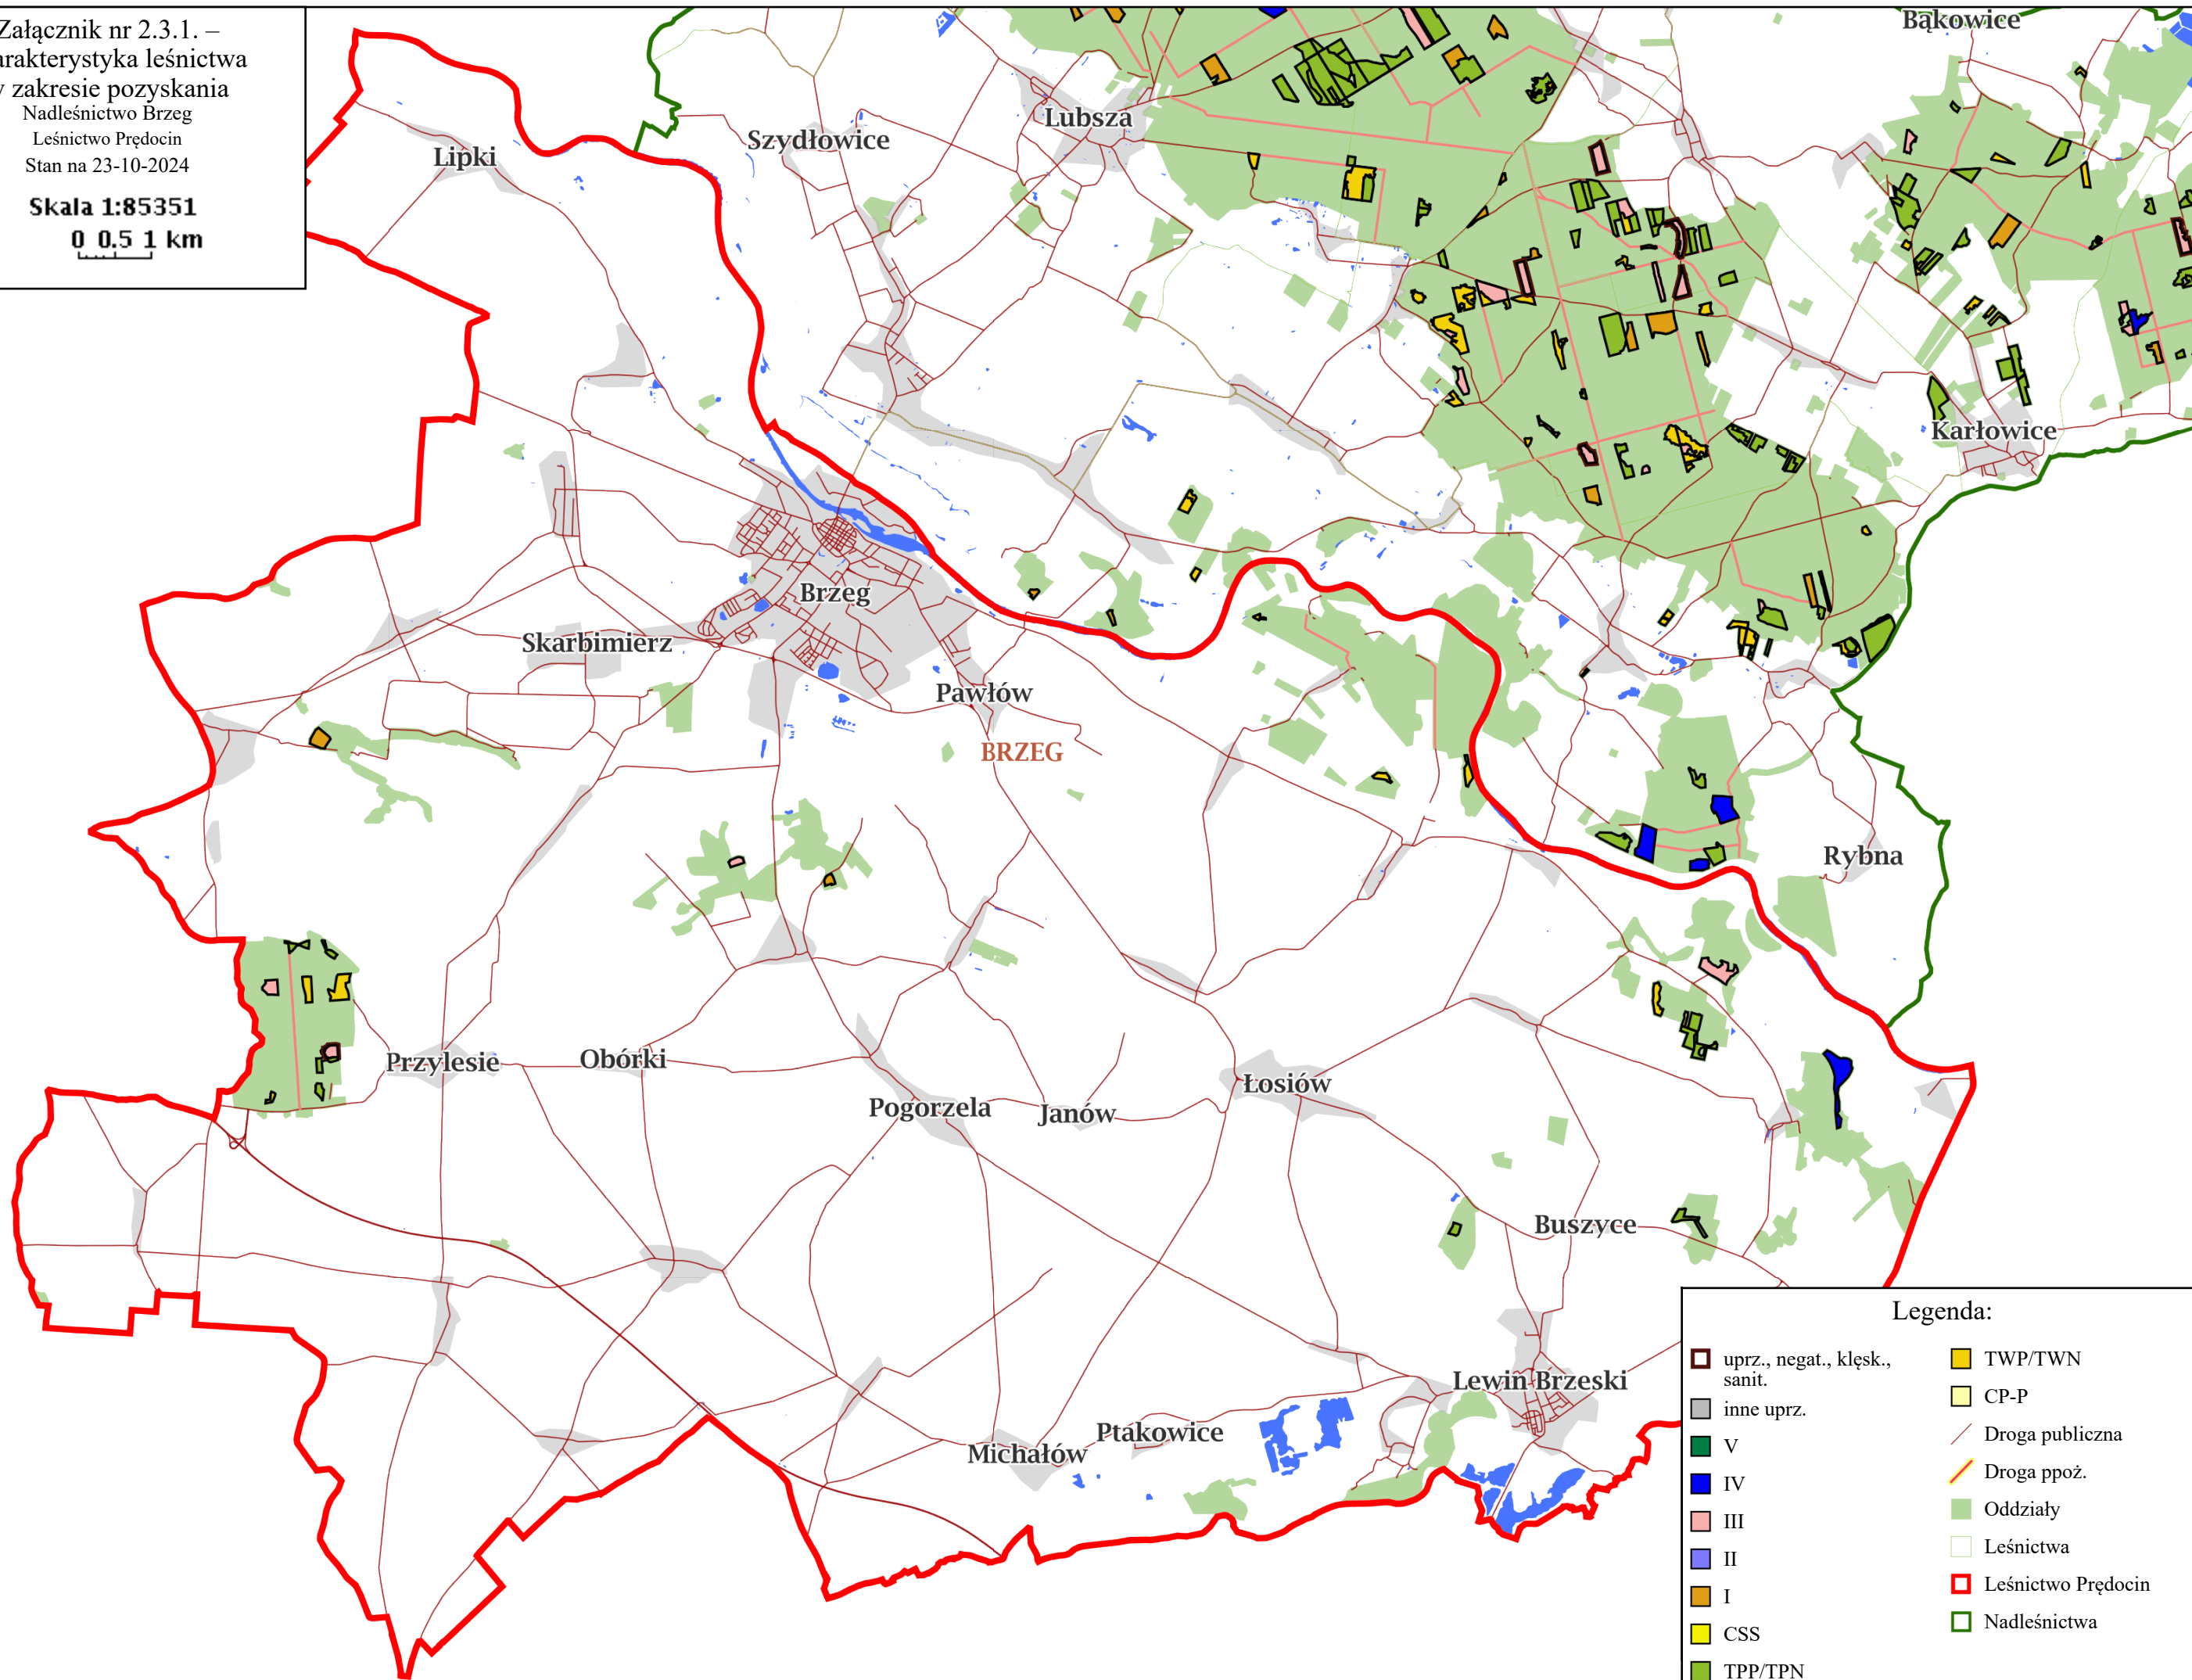 Załącznik nr 2.3.1. –
arakterystyka leśnictwa
zakresie pozyskania
Nadleśnictwo Brzeg
Leśnictwo Prędocin
Stan na 23-10-2024
Skala 1:85351
0 0.5 1 km
Bąkowice
Lubsza
Szydłowice
Lipki
Karłowice
Brzeg
Skarbimierz
Pawłów
BRZEG
Rybna
Przylesie
Obórki
Łosiów
Pogorzela
Janów
Buszyce
Lewin Brzeski
Ptakowice
Michałów
Legenda:
uprz., negat., klęsk.,
sanit.
inne uprz.
V
IV
III
II
I
CSS
TPP/TPN
TWP/TWN
CP-P
Droga publiczna
Droga ppoż.
Oddziały
Leśnictwa
Leśnictwo Prędocin
Nadleśnictwa